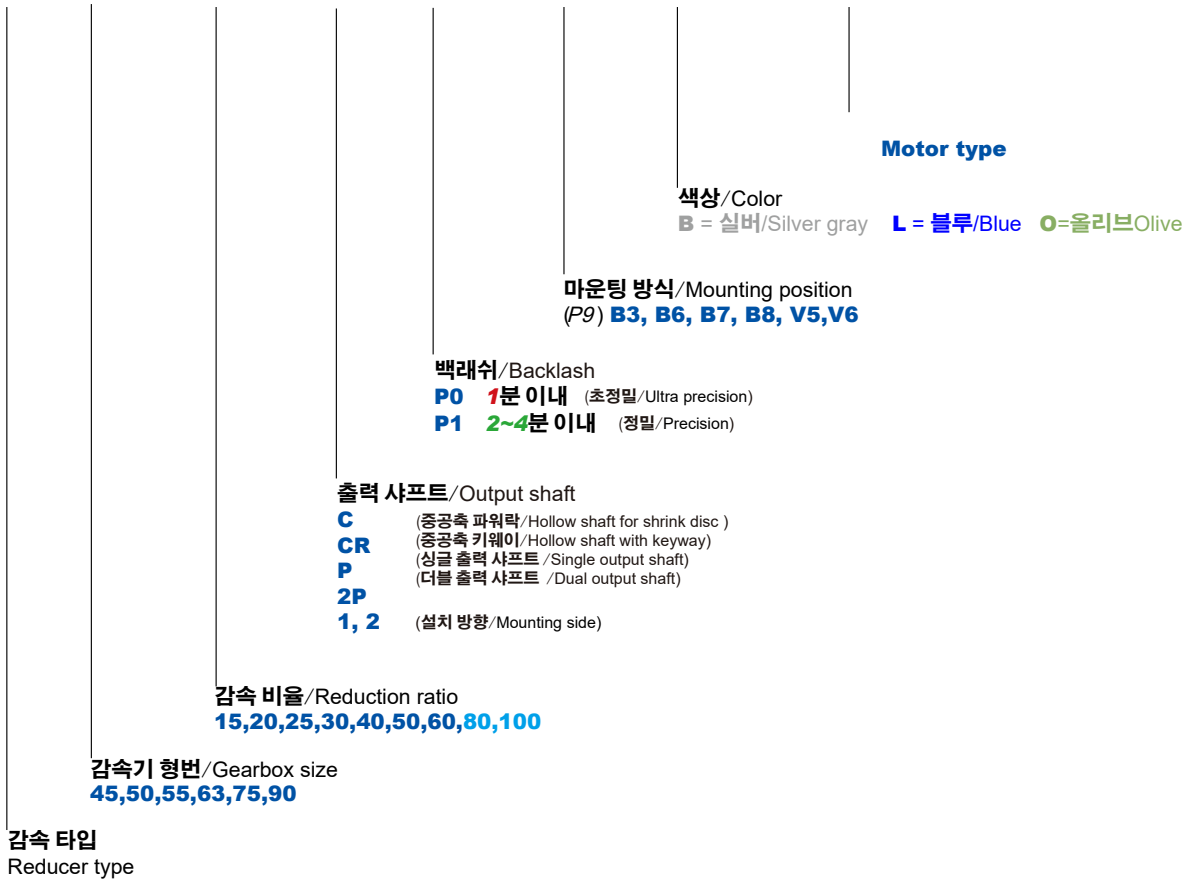 Motor type
색상/Color
B = 실버/Silver gray L = 블루/Blue O=올리브Olive
마운팅 방식/Mounting position
(P9) B3, B6, B7, B8, V5,V6
백래쉬/Backlash
P0 1분 이내 (초정밀/Ultra precision)
P1 2~4분 이내 (정밀/Precision)
출력 샤프트/Output shaft
C (중공축 파워락/Hollow shaft for shrink disc )
CR (중공축 키웨이/Hollow shaft with keyway)
P (싱글 출력 샤프트 /Single output shaft)
2P (더블 출력 샤프트 /Dual output shaft)
1, 2 (설치 방향/Mounting side)
감속 비율/Reduction ratio
15,20,25,30,40,50,60,80,100
감속기 형번/Gearbox size
45,50,55,63,75,90
감속 타입
Reducer type